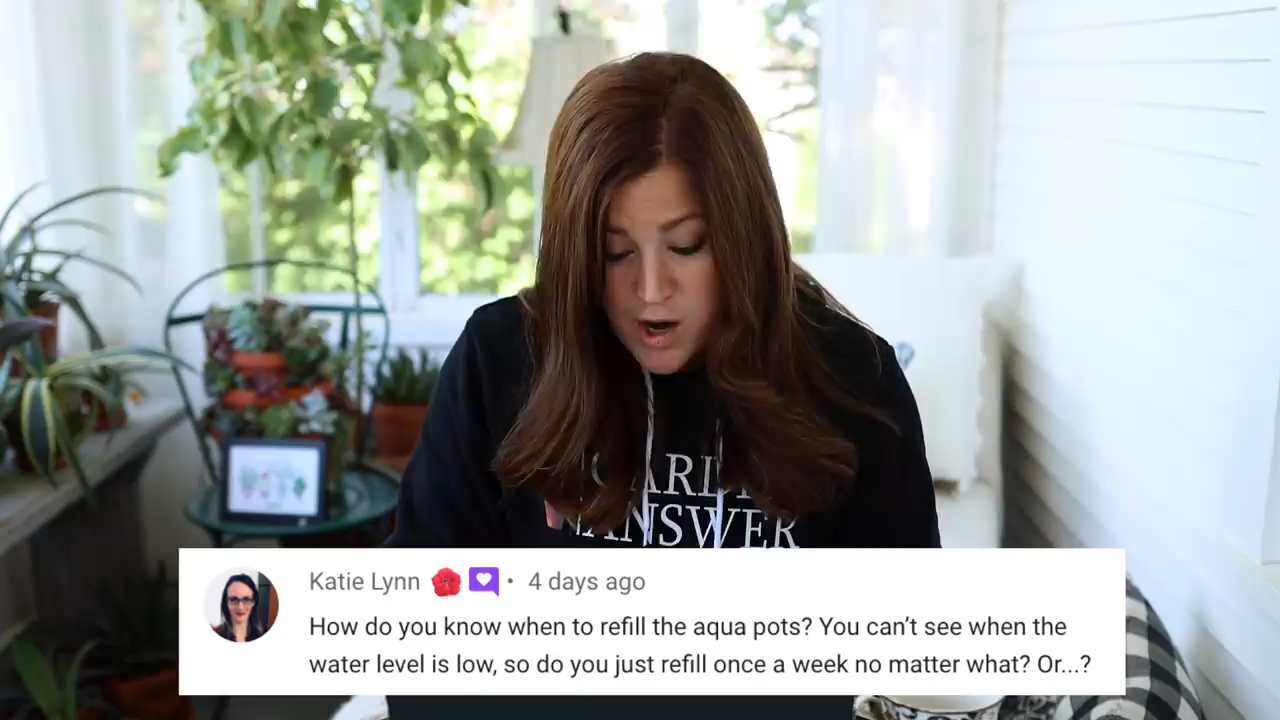 ANSWER
Katie Lynn • 4 days ago
How do you know when to refill the aqua pots? You can't see when the
water level is low, so do you just refill once a week no matter what? Or...?